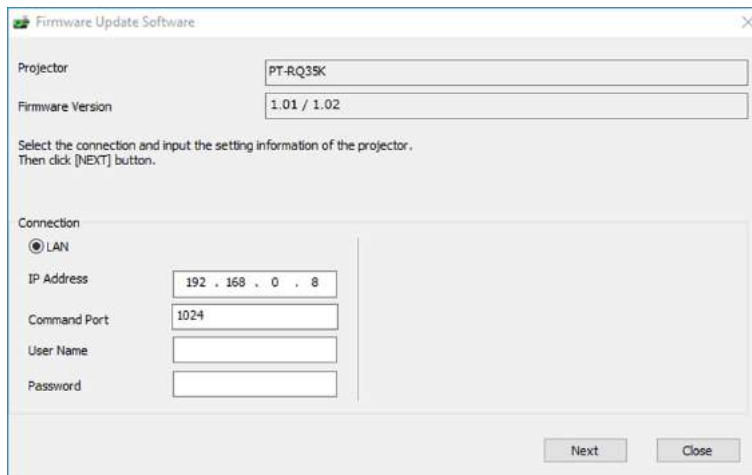 Firmware Update Software
Projector
PT-RQ35K
Firmware Version
1.01 / 1.02
Select the connection and input the setting information of the projector.
Then click [NEXT] button.
Connection
LAN
IP Address
192 . 168 . 0 . 8
Command Port
1024
User Name
Password
Next
Close